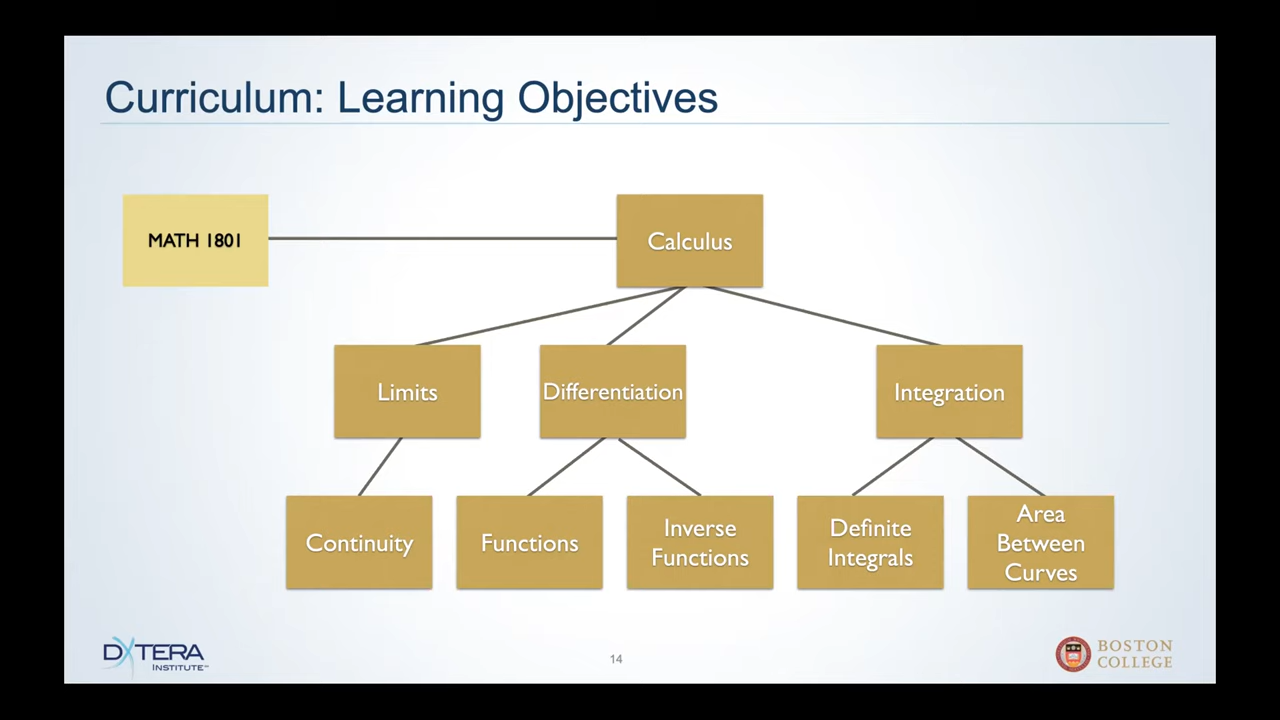 Curriculum: Learning Objectives
MATH 1801
Calculus
Limits
Differentiation
Integration
Continuity
Functions
Inverse
Functions
Definite
Integrals
Area
Between
Curves
DXTERA
INSTITUTE™
14
BOSTON
COLLEGE